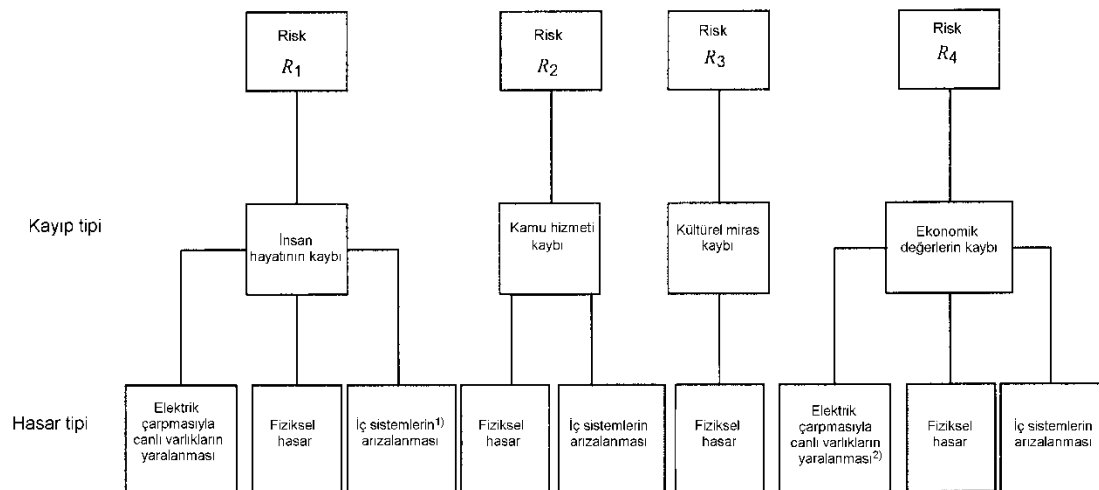 Risk
R1
Risk
R2
Risk
R3
Risk
R4
Kayıp tipi
İnsan
hayatının kaybı
Kamu hizmeti
kaybı
Kültürel miras
kaybı
Ekonomik
değerlerin kaybı
Hasar tipi
Elektrik
çarpmasıyla
canlı varlıkların
yaralanması
Fiziksel
hasar
İç sistemlerin1)
arızalanması
Fiziksel
hasar
İç sistemlerin
arızalanması
Fiziksel
hasar
Elektrik
çarpmasıyla
canlı varlıkların
yaralanması2)
Fiziksel
hasar
İç sistemlerin
arızalanması